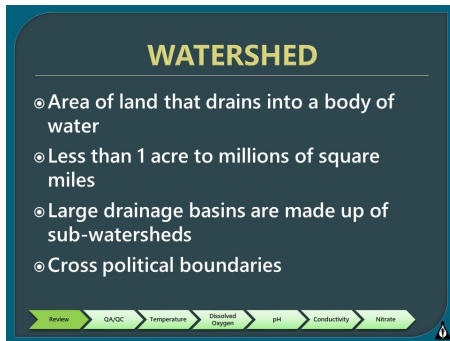 WATERSHED
Area of land that drains into a body of
water
Less than 1 acre to millions of square
miles
Large drainage basins are made up of
sub-watersheds
Cross political boundaries
Review
QA/QC
Temperature
Dissolved
Oxygen
pH
Conductivity
Nitrate